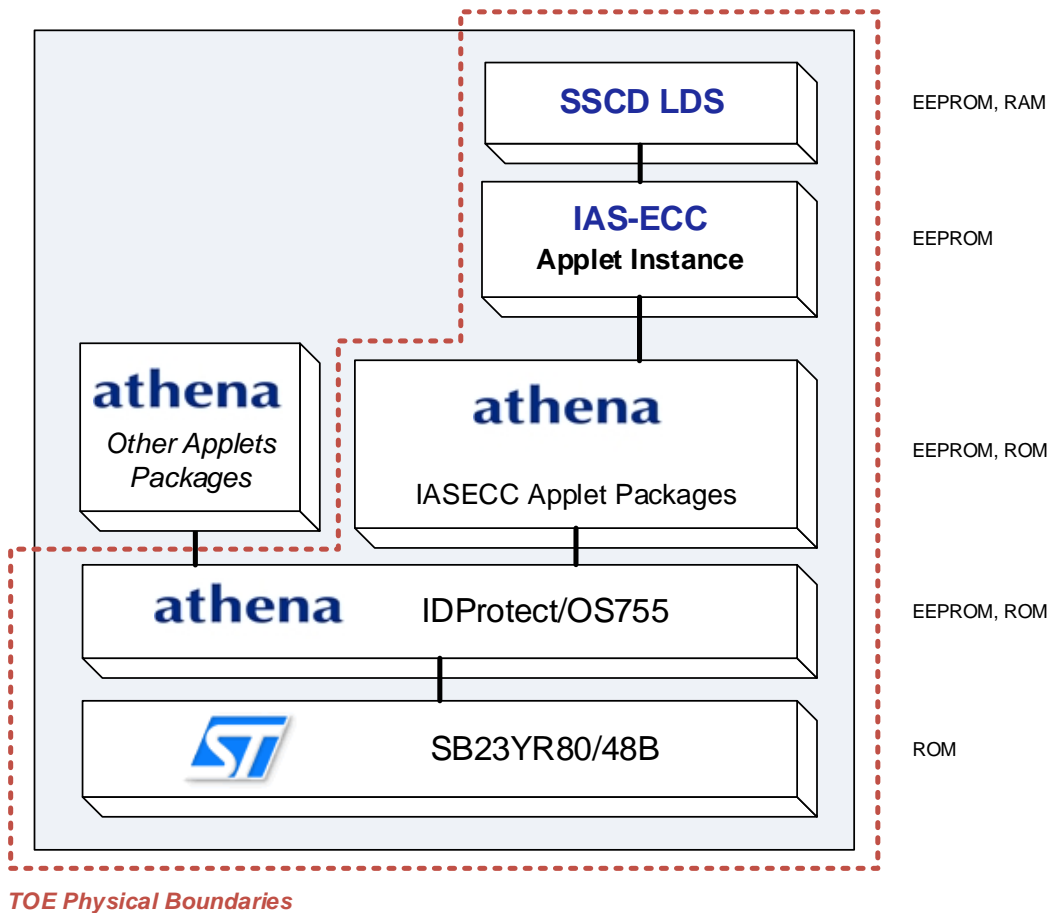 SSCD LDS
EEPROM, RAM
IAS-ECC
Applet Instance
EEPROM
athena
Other Applets
Packages
athena
IASECC Applet Packages
EEPROM, ROM
athena IDProtect/OS755
EEPROM, ROM
ST SB23YR80/48B
ROM
TOE Physical Boundaries